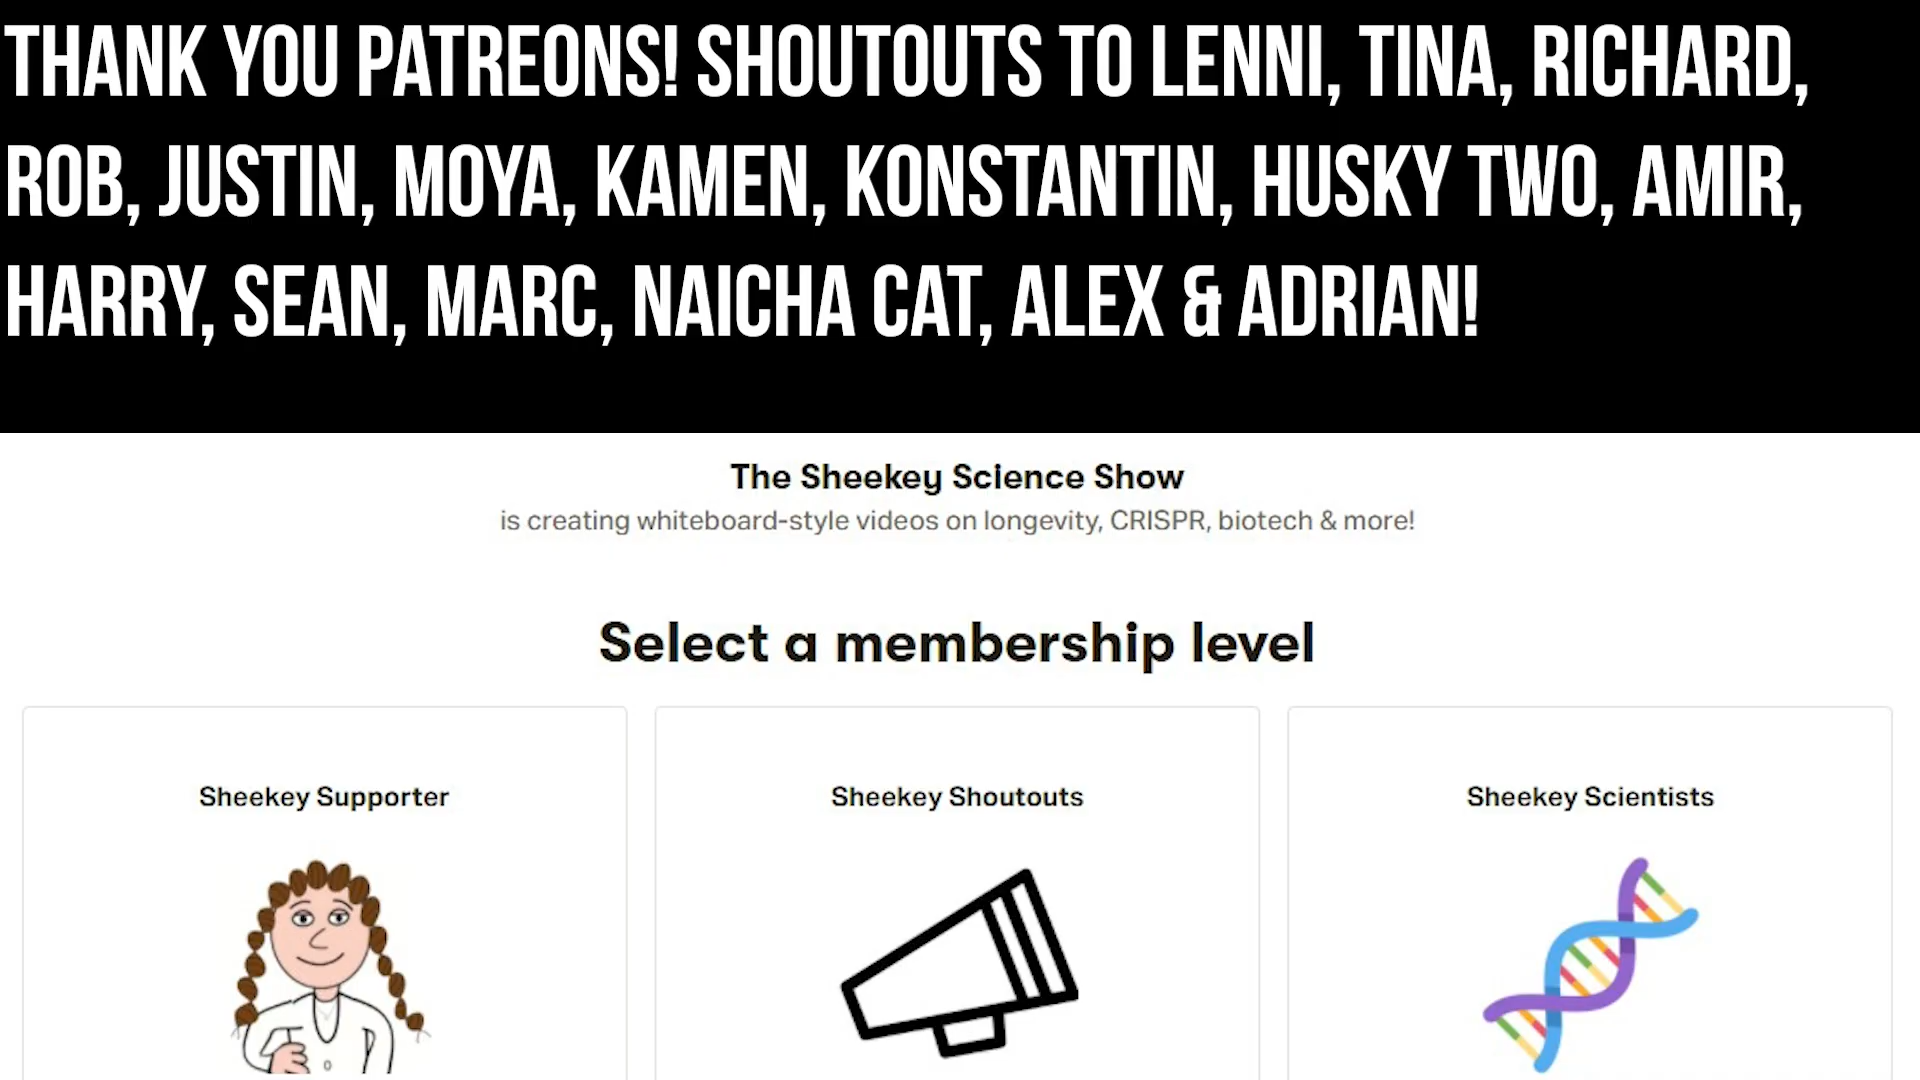 THANK YOU PATREONS! SHOUTOUTS TO LENNI, TINA, RICHARD,
ROB, JUSTIN, MOYA, KAMEN, KONSTANTIN, HUSKY TWO, AMIR,
HARRY, SEAN, MARC, NAICHA CAT, ALEX & ADRIAN!
The Sheekey Science Show
is creating whiteboard-style videos on longevity, CRISPR, biotech & more!
Select a membership level
Sheekey Supporter
Sheekey Shoutouts
Sheekey Scientists